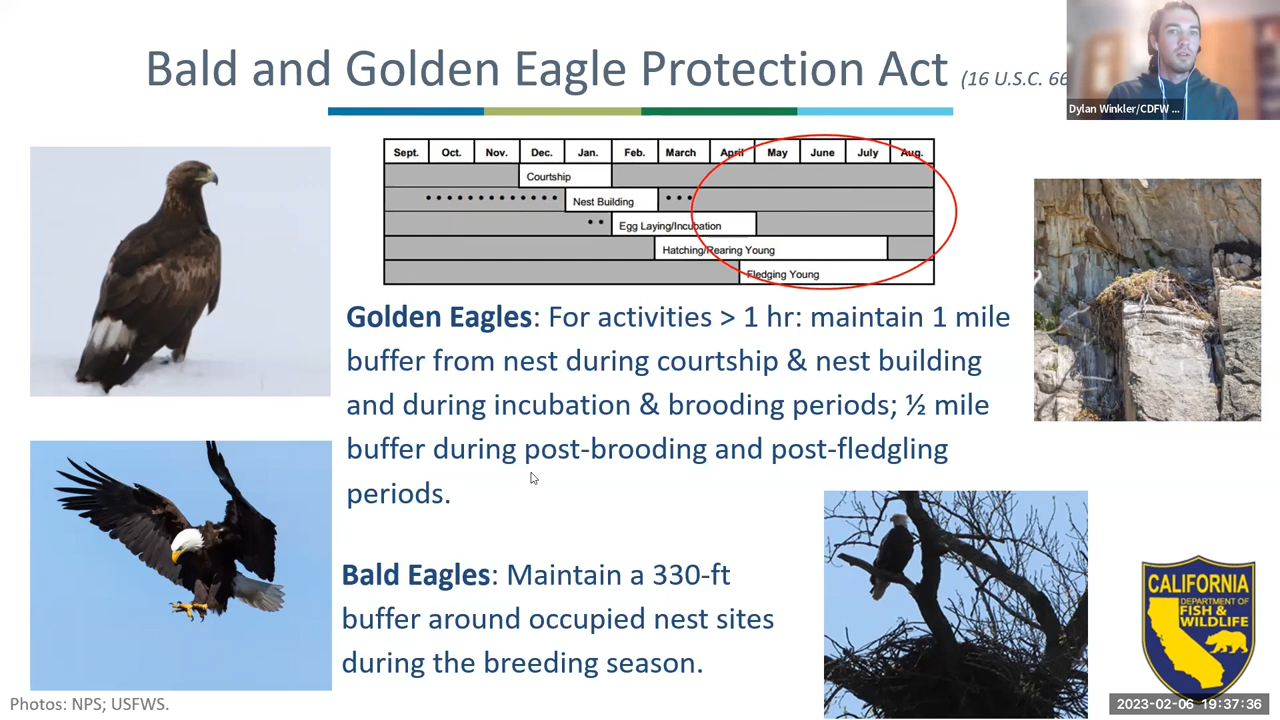 Bald and Golden Eagle Protection Act (16 U.S.C. 66
Dylan Winkler/CDFW ...
Sept. Oct. Nov. Dec. Jan. Feb. March April May June July Aug.
Courtship
Nest Building
Egg Laying/Incubation
Hatching/Rearing Young
Fledging Young
Golden Eagles: For activities > 1 hr: maintain 1 mile
buffer from nest during courtship & nest building
and during incubation & brooding periods; ½ mile
buffer during post-brooding and post-fledgling
periods.
Bald Eagles: Maintain a 330-ft
buffer around occupied nest sites
during the breeding season.
CALIFORNIA
DEPARTMENT OF
FISH &
WILDLIFE
Photos: NPS; USFWS.
2023-02-06 19:37:36